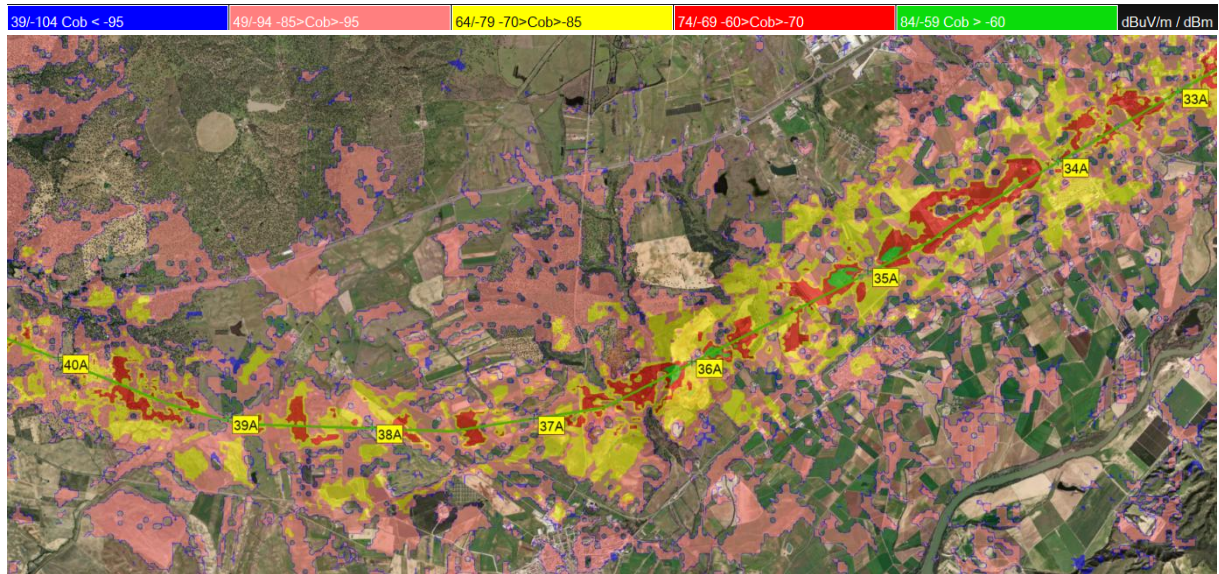 39/-104 Cob < -95
49/-94 -85>Cob>-95
64/-79 -70>Cob>-85
74/-69 -60>Cob>-70
84/-59 Cob > -60
dBuV/m / dBm
33A
34A
35A
36A
40A
39A
38A
37A